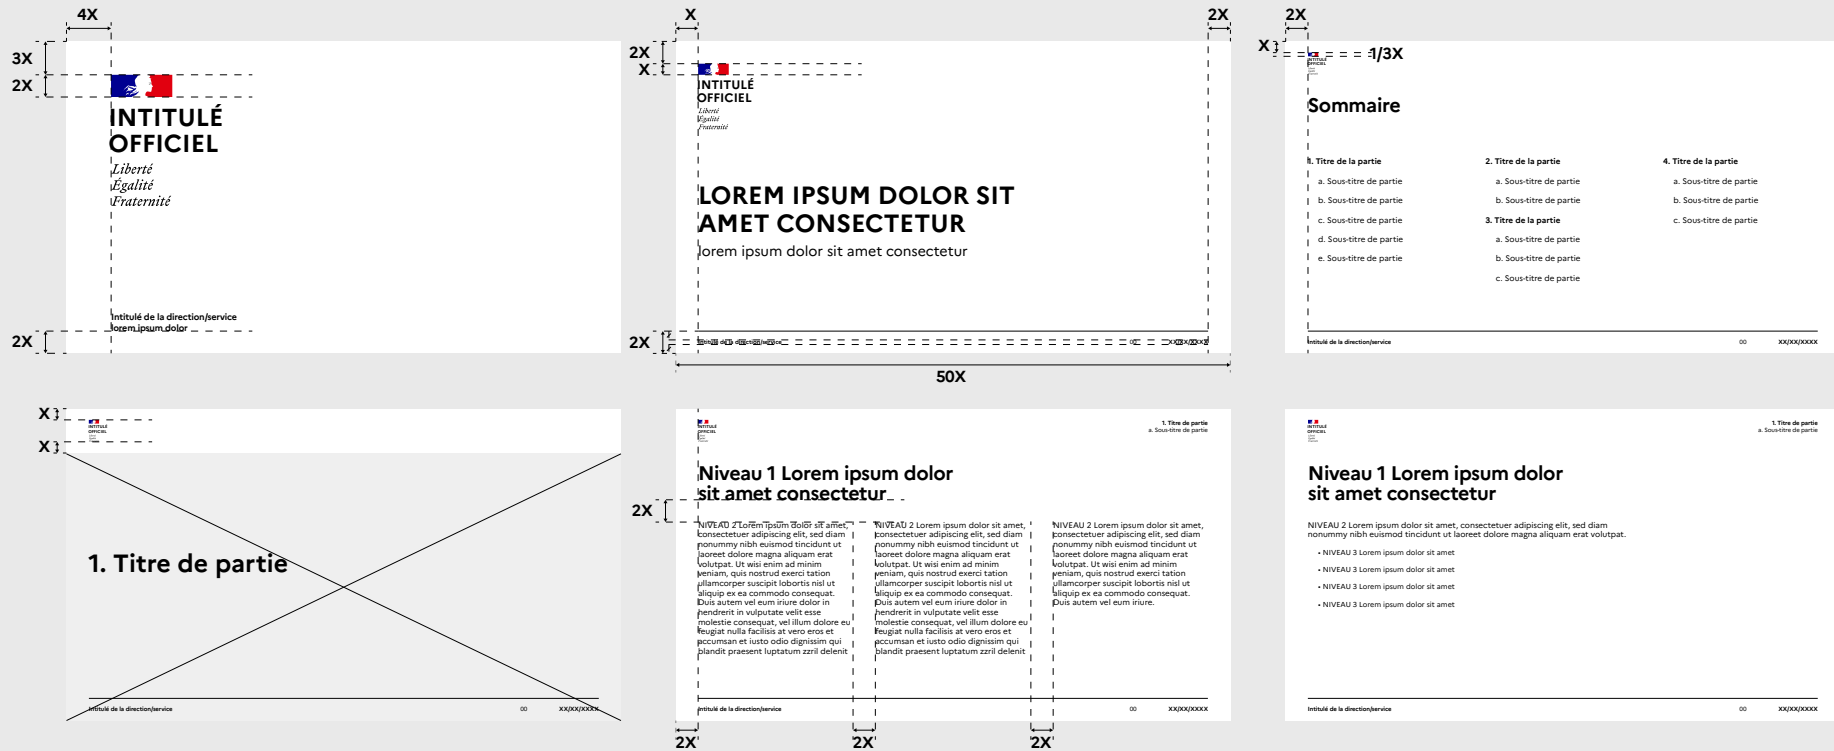 4X
3X
2X
INTITULÉ
OFFICIEL
Liberté
Égalité
Fraternité
Intitulé de la direction/service
lorem ipsum dolor
2X
X
2X
2X
X
INTITULÉ
OFFICIEL
Liberté
Égalité
Fraternité
LOREM IPSUM DOLOR SIT
AMET CONSECTETUR
lorem ipsum dolor sit amet consectetur
2X
Intitulé de la direction/service 00 XX/XX/XXXX
50X
2X
X
1/3X
INTITULÉ
OFFICIEL
Sommaire
1. Titre de la partie
a. Sous-titre de partie
b. Sous-titre de partie
c. Sous-titre de partie
d. Sous-titre de partie
e. Sous-titre de partie
2. Titre de la partie
a. Sous-titre de partie
b. Sous-titre de partie
3. Titre de la partie
a. Sous-titre de partie
b. Sous-titre de partie
c. Sous-titre de partie
4. Titre de la partie
a. Sous-titre de partie
b. Sous-titre de partie
c. Sous-titre de partie
Intitulé de la direction/service 00 XX/XX/XXXX
X
X
INTITULÉ
OFFICIEL
1. Titre de partie
Intitulé de la direction/service 00 XX/XX/XXXX
INTITULÉ
OFFICIEL
1. Titre de partie
a. Sous-titre de partie
Niveau 1 Lorem ipsum dolor
sit amet consectetur
2X
NIVEAU 2 Lorem ipsum dolor sit amet,
consectetuer adipiscing elit, sed diam
nonummy nibh euismod tincidunt ut
laoreet dolore magna aliquam erat
volutpat. Ut wisi enim ad minim
veniam, quis nostrud exerci tation
ullamcorper suscipit lobortis nisl ut
aliquip ex ea commodo consequat.
Duis autem vel eum iriure dolor in
hendrerit in vulputate velit esse
molestie consequat, vel illum dolore eu
feugiat nulla facilisis at vero eros et
accumsan et iusto odio dignissim qui
blandit praesent luptatum zzril delenit
NIVEAU 2 Lorem ipsum dolor sit amet,
consectetuer adipiscing elit, sed diam
nonummy nibh euismod tincidunt ut
laoreet dolore magna aliquam erat
volutpat. Ut wisi enim ad minim
veniam, quis nostrud exerci tation
ullamcorper suscipit lobortis nisl ut
aliquip ex ea commodo consequat.
Duis autem vel eum iriure dolor in
hendrerit in vulputate velit esse
molestie consequat, vel illum dolore eu
feugiat nulla facilisis at vero eros et
accumsan et iusto odio dignissim qui
blandit praesent luptatum zzril delenit
NIVEAU 2 Lorem ipsum dolor sit amet,
consectetuer adipiscing elit, sed diam
nonummy nibh euismod tincidunt ut
laoreet dolore magna aliquam erat
volutpat. Ut wisi enim ad minim
veniam, quis nostrud exerci tation
ullamcorper suscipit lobortis nisl ut
aliquip ex ea commodo consequat.
Duis autem vel eum iriure.
Intitulé de la direction/service 00 XX/XX/XXXX
2X 2X 2X
INTITULÉ
OFFICIEL
1. Titre de partie
a. Sous-titre de partie
Niveau 1 Lorem ipsum dolor
sit amet consectetur
NIVEAU 2 Lorem ipsum dolor sit amet, consectetuer adipiscing elit, sed diam
nonummy nibh euismod tincidunt ut laoreet dolore magna aliquam erat volutpat.
• NIVEAU 3 Lorem ipsum dolor sit amet
• NIVEAU 3 Lorem ipsum dolor sit amet
• NIVEAU 3 Lorem ipsum dolor sit amet
• NIVEAU 3 Lorem ipsum dolor sit amet
Intitulé de la direction/service 00 XX/XX/XXXX